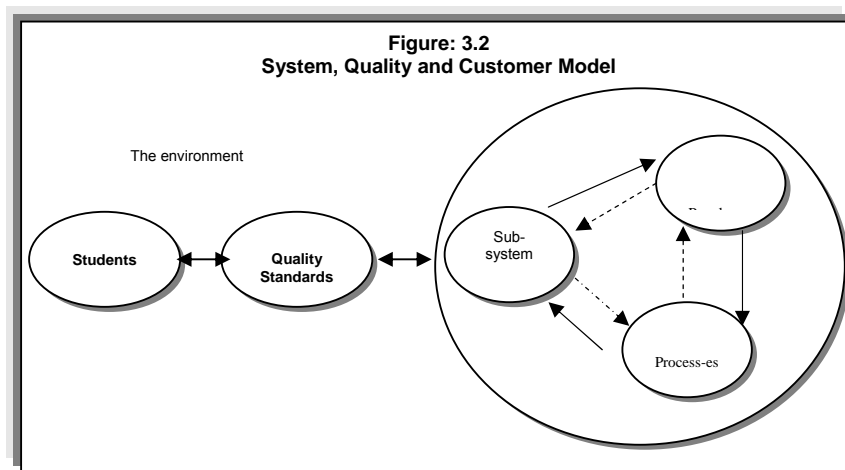 Figure: 3.2
System, Quality and Customer Model
The environment
Sub-
system
Students
Quality
Standards
Process-es